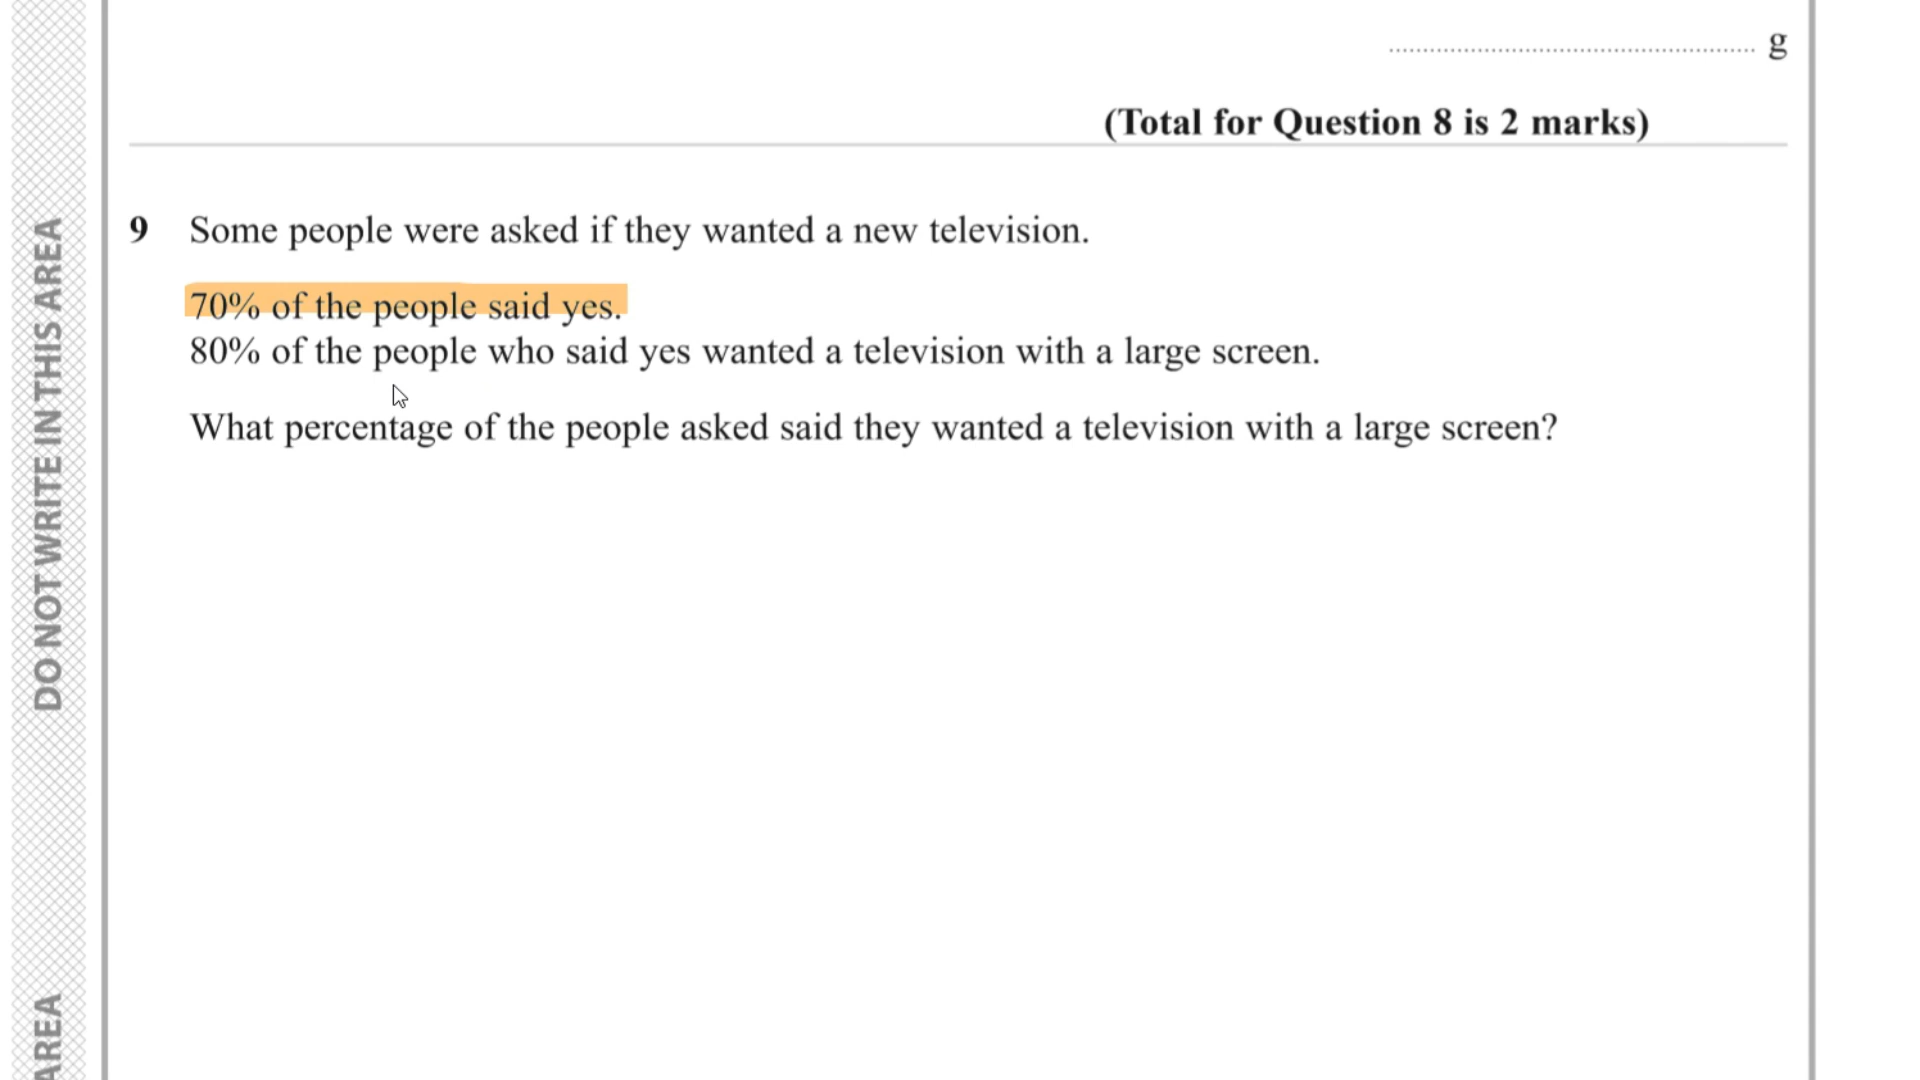 g
(Total for Question 8 is 2 marks)
9 Some people were asked if they wanted a new television.
70% of the people said yes.
80% of the people who said yes wanted a television with a large screen.
What percentage of the people asked said they wanted a television with a large screen?
DO NOT WRITE IN THIS AREA
AREA